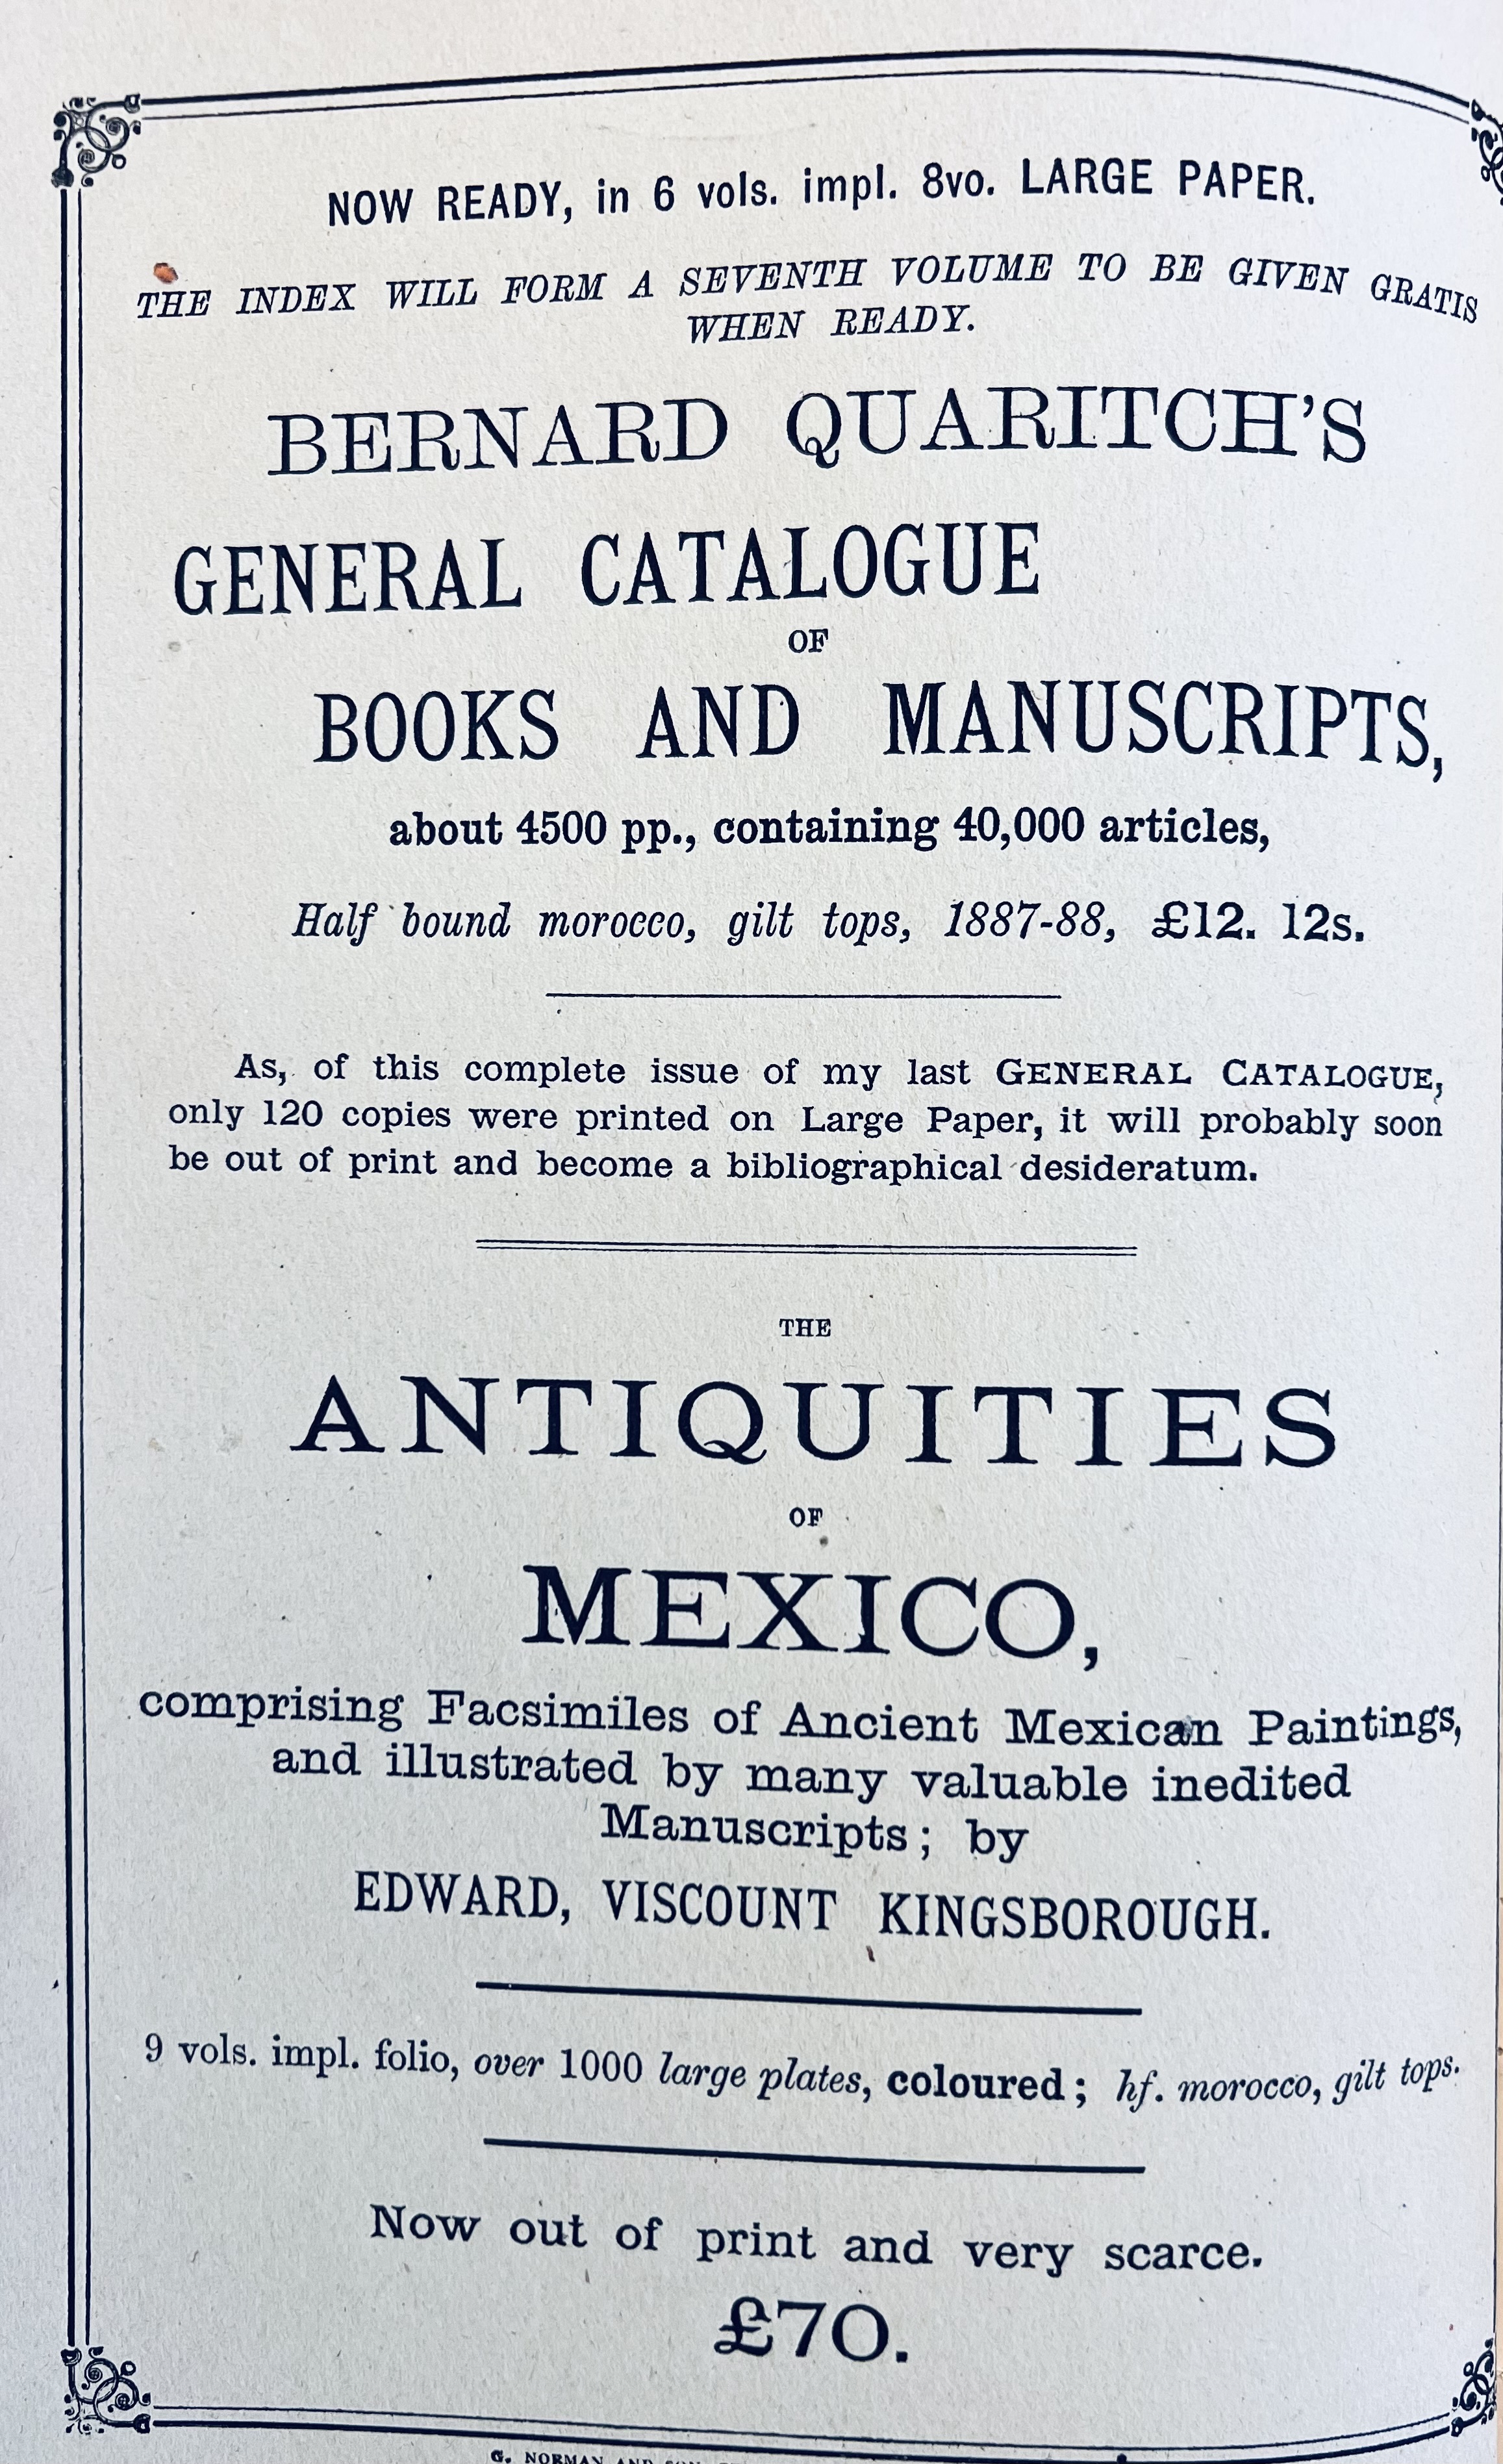 NOW READY, in 6 vols. impl. 8vo. LARGE PAPER.
THE INDEX WILL FORM A SEVENTH VOLUME TO BE GIVEN GRATIS
WHEN READY.
BERNARD QUARITCH'S
GENERAL CATALOGUE
OF
BOOKS AND MANUSCRIPTS,
about 4500 pp., containing 40,000 articles,
Half bound morocco, gilt tops, 1887-88, £12. 12s.
As, of this complete issue of my last GENERAL CATALOGUE,
only 120 copies were printed on Large Paper, it will probably soon
be out of print and become a bibliographical desideratum.
THE
ANTIQUITIES
OF
MEXICO,
comprising Facsimiles of Ancient Mexican Paintings,
and illustrated by many valuable inedited
Manuscripts; by
EDWARD, VISCOUNT KINGSBOROUGH.
9 vols. impl. folio, over 1000 large plates, coloured; hf. morocco, gilt tops.
Now out of print and very scarce.
£70.
G. NORMAN AND SON